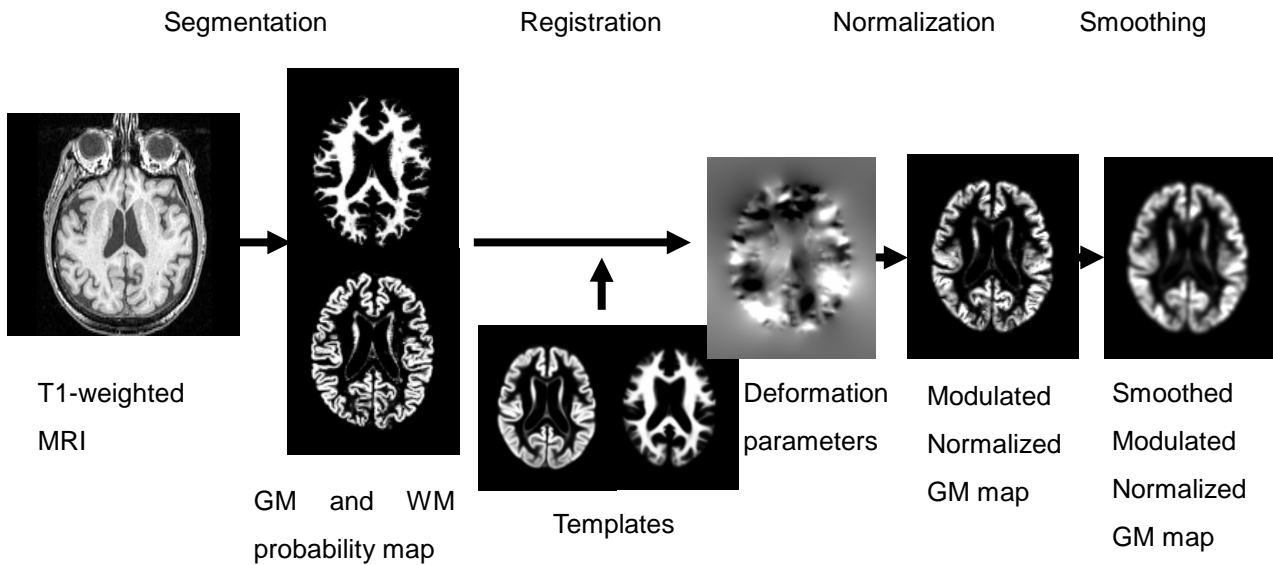 Segmentation
Registration
Normalization
Smoothing
T1-weighted
MRI
GM and WM
probability map
Templates
Deformation
parameters
Modulated
Normalized
GM map
Smoothed
Modulated
Normalized
GM map